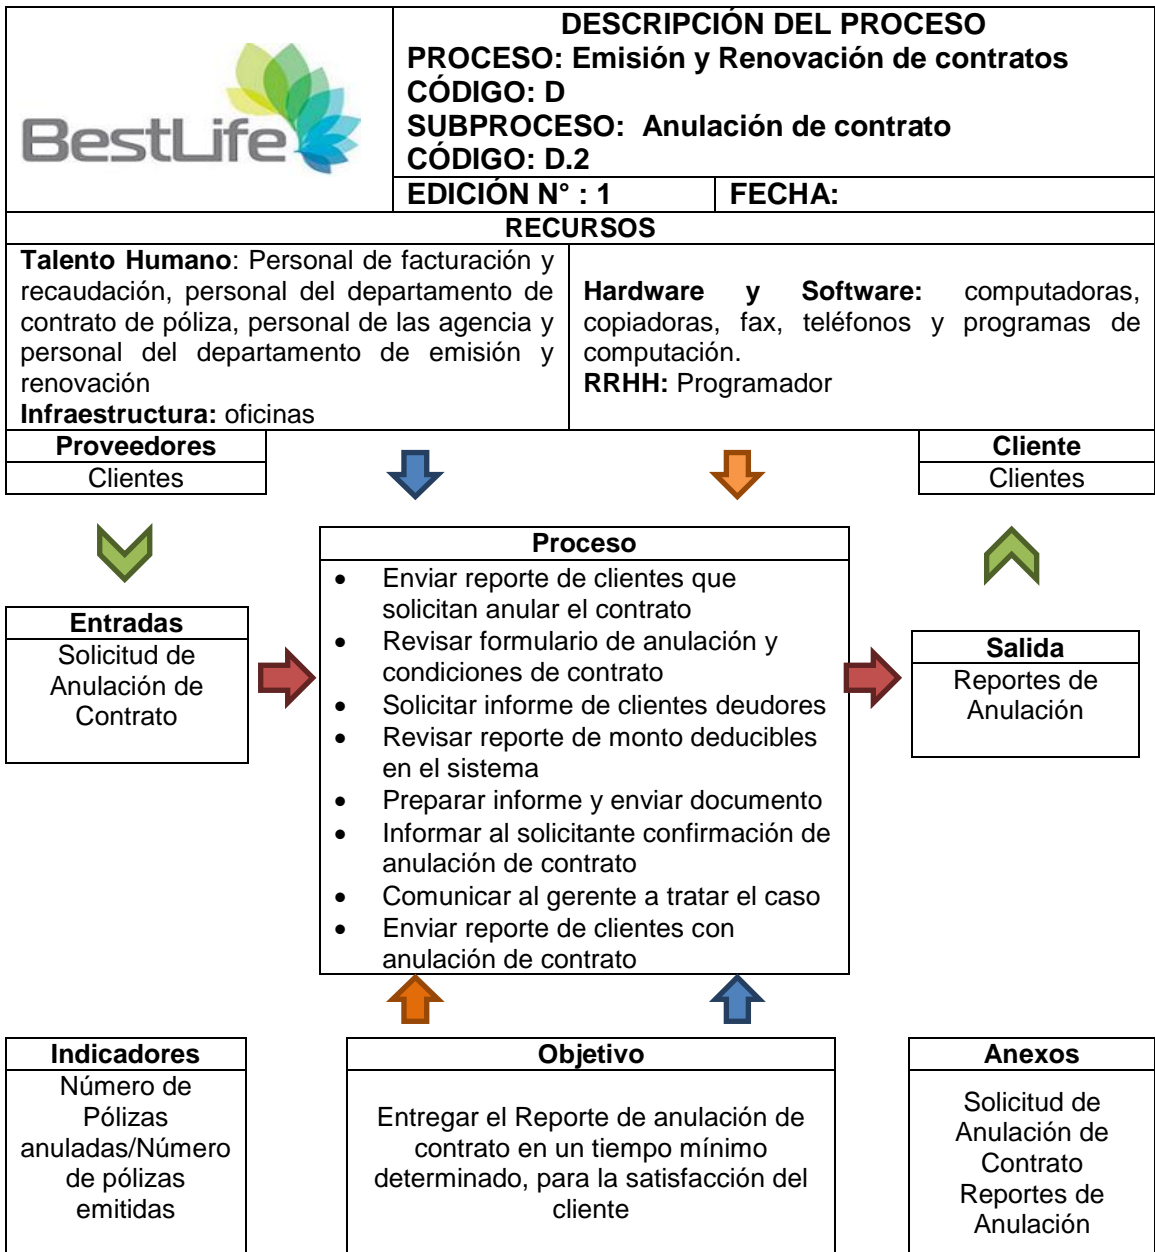 BestLife
DESCRIPCIÓN DEL PROCESO
PROCESO: Emisión y Renovación de contratos
CÓDIGO: D
SUBPROCESO: Anulación de contrato
CÓDIGO: D.2
EDICIÓN N° : 1
FECHA:
RECURSOS
Talento Humano: Personal de facturación y
recaudación, personal del departamento de
contrato de póliza, personal de las agencia y
personal del departamento de emisión y
renovación
Infraestructura: oficinas
Hardware y Software: computadoras,
copiadoras, fax, teléfonos y programas de
computación.
RRHH: Programador
Proveedores
Clientes
Cliente
Clientes
Entradas
Solicitud de
Anulación de
Contrato
Proceso
• Enviar reporte de clientes que
solicitan anular el contrato
• Revisar formulario de anulación y
condiciones de contrato
• Solicitar informe de clientes deudores
• Revisar reporte de monto deducibles
en el sistema
• Preparar informe y enviar documento
• Informar al solicitante confirmación de
anulación de contrato
• Comunicar al gerente a tratar el caso
• Enviar reporte de clientes con
anulación de contrato
Salida
Reportes de
Anulación
Indicadores
Número de
Pólizas
anuladas/Número
de pólizas
emitidas
Objetivo
Entregar el Reporte de anulación de
contrato en un tiempo mínimo
determinado, para la satisfacción del
cliente
Anexos
Solicitud de
Anulación de
Contrato
Reportes de
Anulación